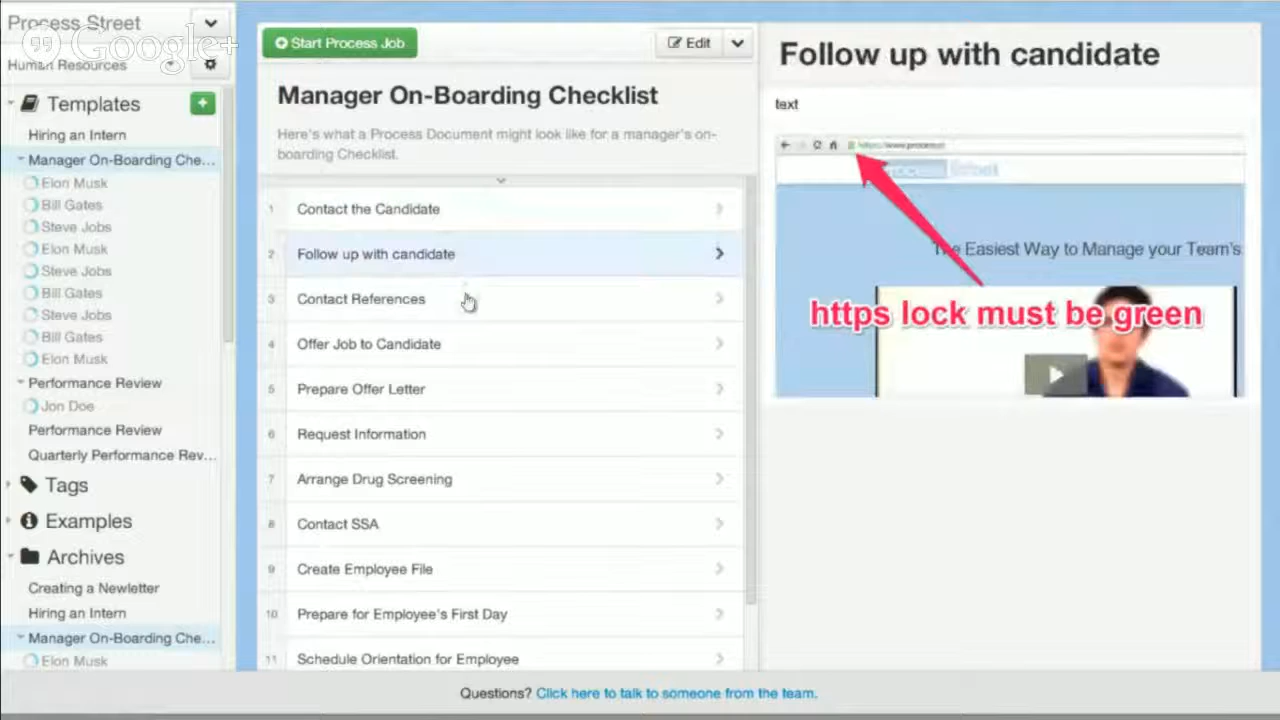 Process Street
Google+
Human Resources
Templates
Hiring an Intern
Manager On-Boarding Che...
Elon Musk
Bill Gates
Steve Jobs
Elon Musk
Steve Jobs
Bill Gates
Steve Jobs
Bill Gates
Elon Musk
Performance Review
Jon Doe
Performance Review
Quarterly Performance Rev...
Tags
Examples
Archives
Creating a Newletter
Hiring an Intern
Manager On-Boarding Che...
Elon Musk
Start Process Job
Edit
Manager On-Boarding Checklist
Here's what a Process Document might look like for a manager's on-
boarding Checklist.
1 Contact the Candidate
2 Follow up with candidate
3 Contact References
4 Offer Job to Candidate
5 Prepare Offer Letter
6 Request Information
7 Arrange Drug Screening
8 Contact SSA
9 Create Employee File
10 Prepare for Employee's First Day
11 Schedule Orientation for Employee
Follow up with candidate
text
The Easiest Way to Manage your Team's
https lock must be green
Questions? Click here to talk to someone from the team.